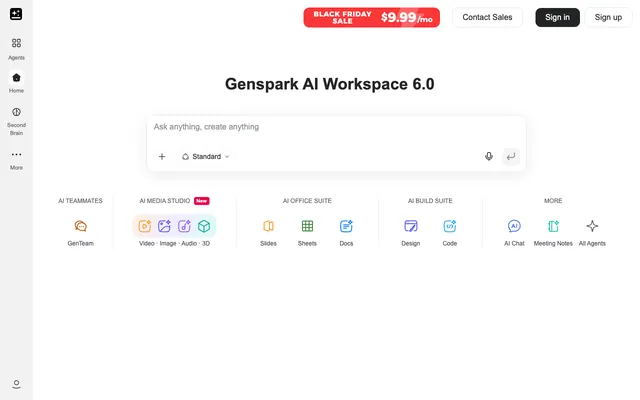 BLACK FRIDAY
SALE
$9.99/mo
Contact Sales
Sign in
Sign up
Agents
Home
Second
Brain
More
Genspark AI Workspace 6.0
Ask anything, create anything
Standard
AI TEAMMATES
AI MEDIA STUDIO New
AI OFFICE SUITE
AI BUILD SUITE
MORE
GenTeam
Video · Image · Audio · 3D
Slides
Sheets
Docs
Design
Code
AI Chat
Meeting Notes
All Agents